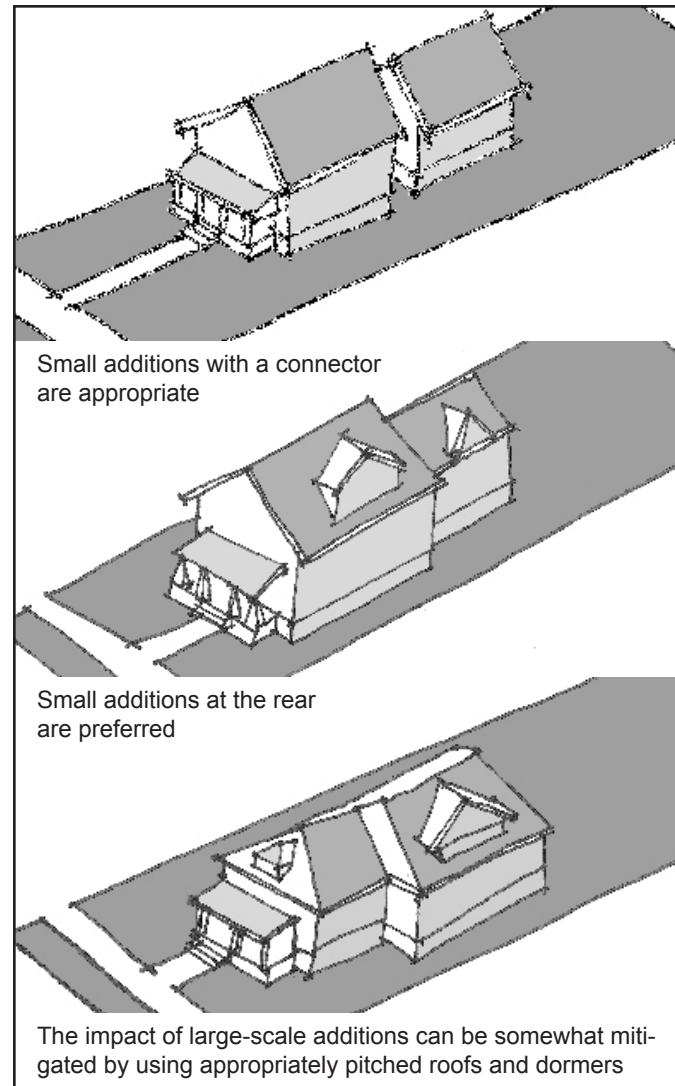 Small additions with a connector
are appropriate
Small additions at the rear
are preferred
The impact of large-scale additions can be somewhat miti-
gated by using appropriately pitched roofs and dormers